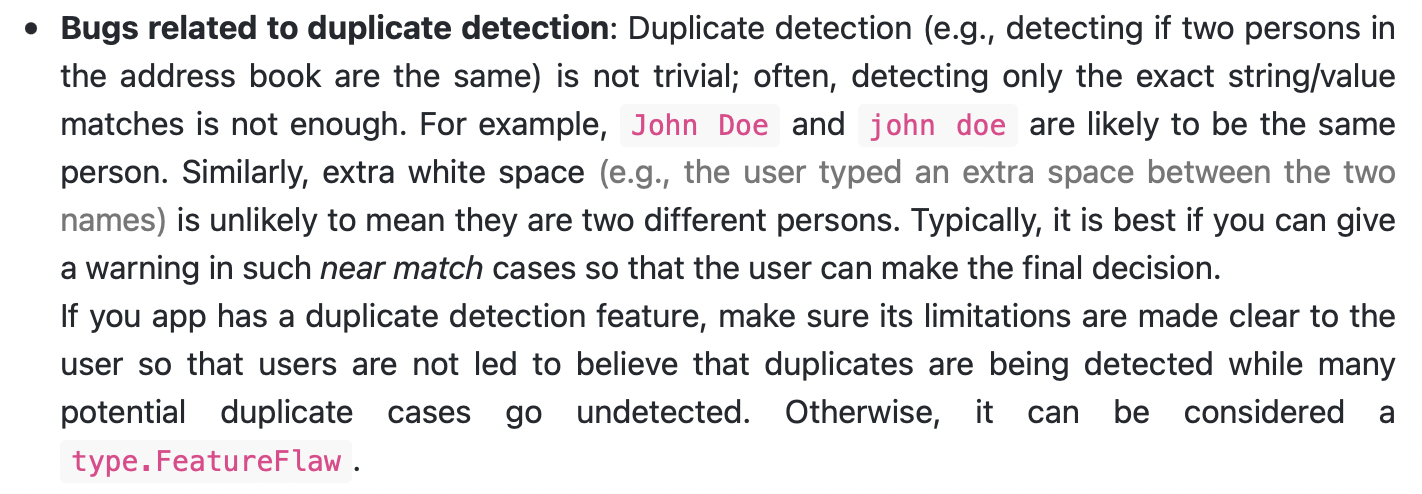 • Bugs related to duplicate detection: Duplicate detection (e.g., detecting if two persons in
the address book are the same) is not trivial; often, detecting only the exact string/value
matches is not enough. For example, John Doe and john doe are likely to be the same
person. Similarly, extra white space (e.g., the user typed an extra space between the two
names) is unlikely to mean they are two different persons. Typically, it is best if you can give
a warning in such near match cases so that the user can make the final decision.
If you app has a duplicate detection feature, make sure its limitations are made clear to the
user so that users are not led to believe that duplicates are being detected while many
potential duplicate cases go undetected. Otherwise, it can be considered a
type.FeatureFlaw.